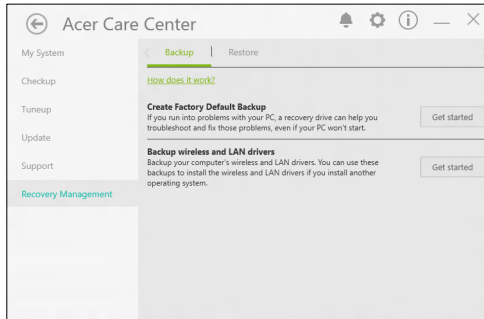 Acer Care Center
My System
Checkup
Tuneup
Update
Support
Recovery Management
Backup
Restore
How does it work?
Create Factory Default Backup
If you run into problems with your PC, a recovery drive can help you
troubleshoot and fix those problems, even if your PC won't start.
Get started
Backup wireless and LAN drivers
Backup your computer's wireless and LAN drivers. You can use these
backups to install the wireless and LAN drivers if you install another
operating system.
Get started